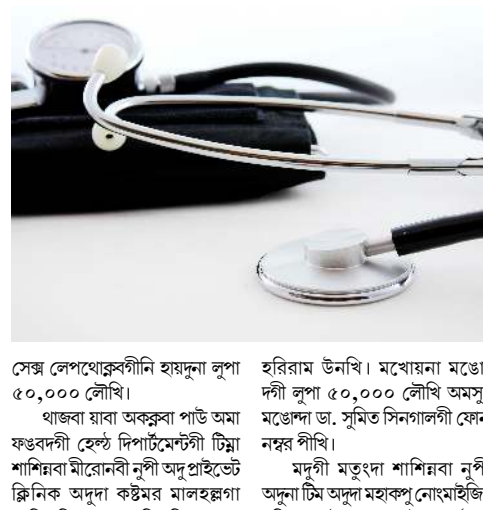 সেক্স লেপথোক্লবগীনি হায়দুনা লুপা
৫০,০০০ লৌখি।
থাজবা য়াবা অকক্নবা পাউ অমা
ফঙবদগী হেল্থ দিপার্টমেন্টগী টিম্না
শাশিন্নবা মীরোনবী নুপী অদু প্রাইভেট
ক্লিনিক অদুদা কষ্টমর মালহল্লগা
হরিরাম উনখি। মখোয়না মঙো
দগী লুপা ৫০,০০০ লৌখি অমসু
মঙোন্দা ডা. সুমিত সিনগালগী ফোন
নম্বর পীখি।
মদুগী মতুংদা শাশিন্নবা নুপী
অদুনা টিম অদুদা মহাকপু নোংমাইজি